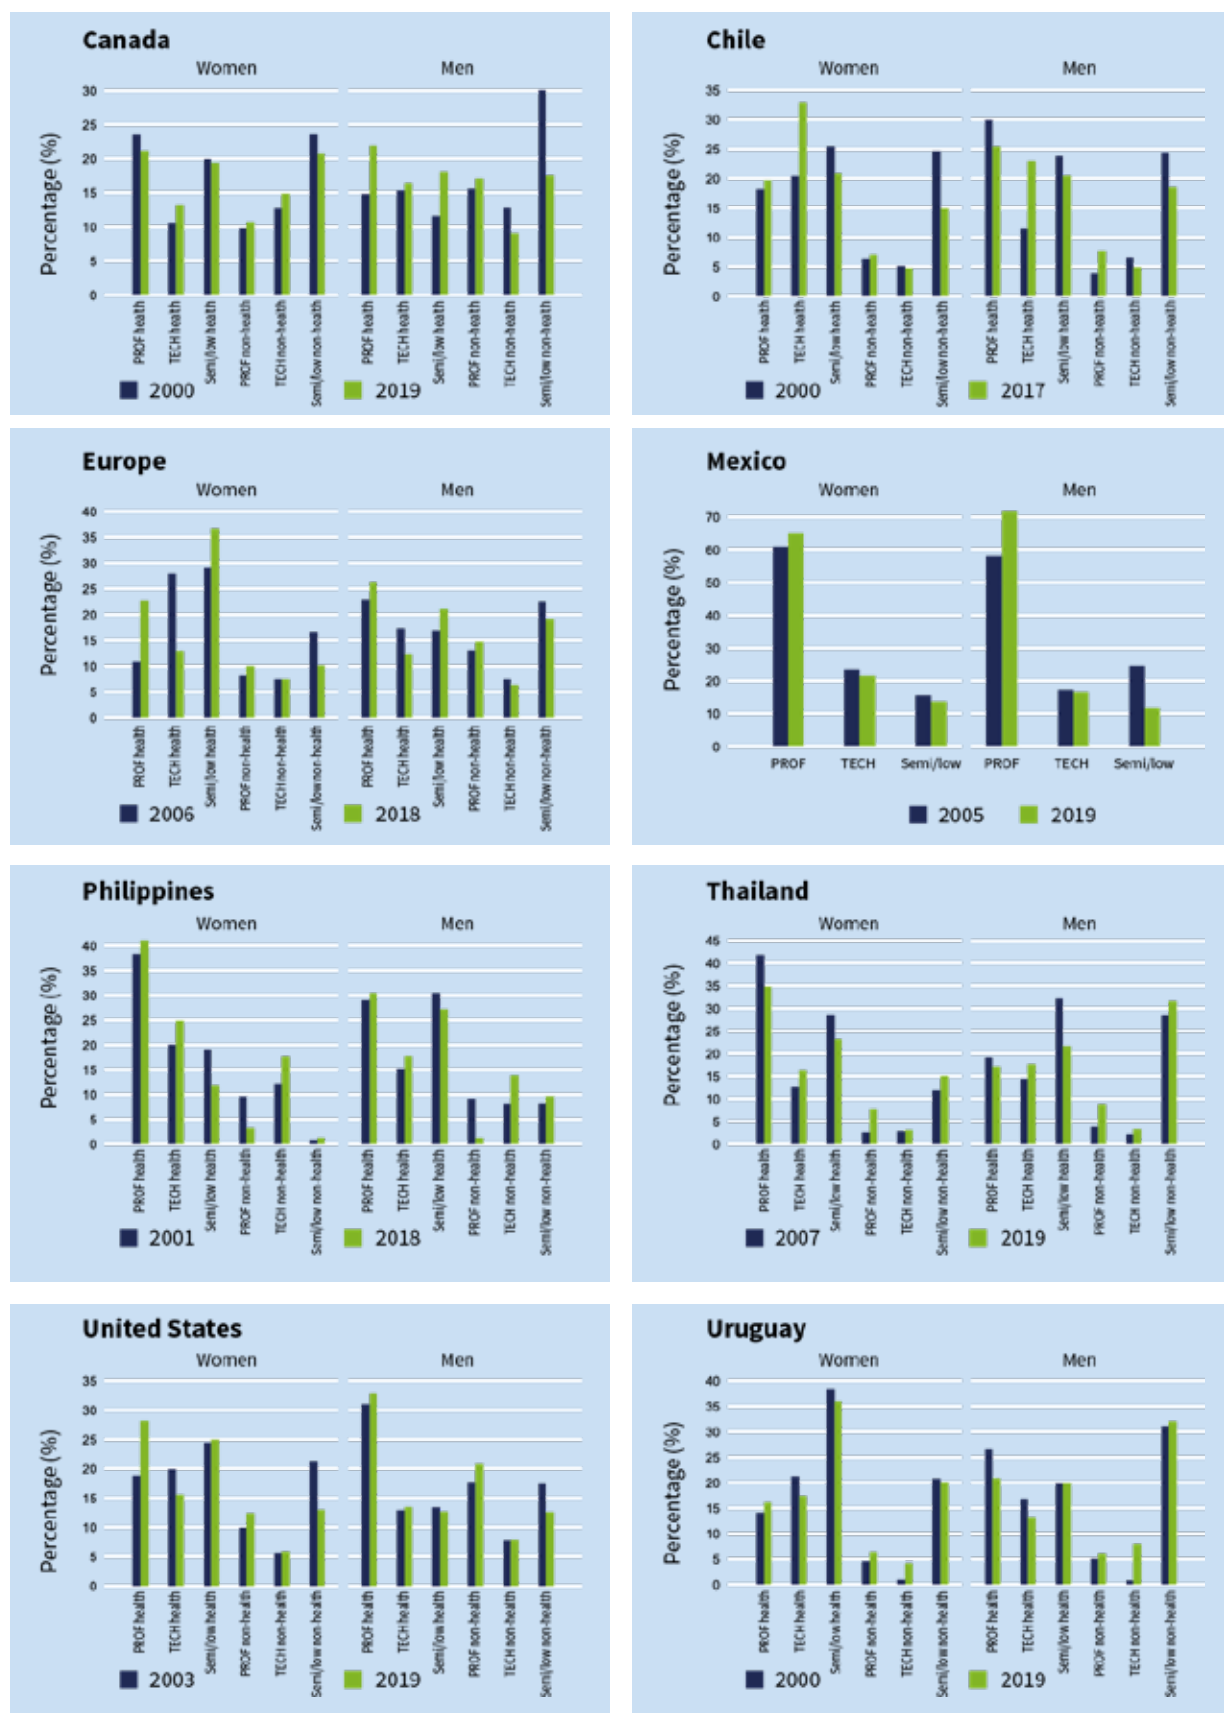 Canada
Women
Men
Percentage (%)
30
25
20
15
10
5
0
PROF health
TECH health
Semi/low health
PROF non-health
TECH non-health
Semi/low non-health
PROF health
TECH health
Semi/low health
PROF non-health
TECH non-health
Semi/low non-health
2000
2019
Chile
Women
Men
Percentage (%)
35
30
25
20
15
10
5
0
PROF health
TECH health
Semi/low health
PROF non-health
TECH non-health
Semi/low non-health
PROF health
TECH health
Semi/low health
PROF non-health
TECH non-health
Semi/low non-health
2000
2017
Europe
Women
Men
Percentage (%)
40
35
30
25
20
15
10
5
0
PROF health
TECH health
Semi/low health
PROF non-health
TECH non-health
Semi/low non-health
PROF health
TECH health
Semi/low health
PROF non-health
TECH non-health
Semi/low non-health
2006
2018
Mexico
Women
Men
Percentage (%)
70
60
50
40
30
20
10
0
PROF TECH Semi/low PROF TECH Semi/low
2005
2019
Philippines
Women
Men
Percentage (%)
40
35
30
25
20
15
10
5
0
PROF health
TECH health
Semi/low health
PROF non-health
TECH non-health
Semi/low non-health
PROF health
TECH health
Semi/low health
PROF non-health
TECH non-health
Semi/low non-health
2001
2018
Thailand
Women
Men
Percentage (%)
45
40
35
30
25
20
15
10
5
0
PROF health
TECH health
Semi/low health
PROF non-health
TECH non-health
Semi/low non-health
PROF health
TECH health
Semi/low health
PROF non-health
TECH non-health
Semi/low non-health
2007
2019
United States
Women
Men
Percentage (%)
35
30
25
20
15
10
5
0
PROF health
TECH health
Semi/low health
PROF non-health
TECH non-health
Semi/low non-health
PROF health
TECH health
Semi/low health
PROF non-health
TECH non-health
Semi/low non-health
2003
2019
Uruguay
Women
Men
Percentage (%)
40
35
30
25
20
15
10
5
0
PROF health
TECH health
Semi/low health
PROF non-health
TECH non-health
Semi/low non-health
PROF health
TECH health
Semi/low health
PROF non-health
TECH non-health
Semi/low non-health
2000
2019